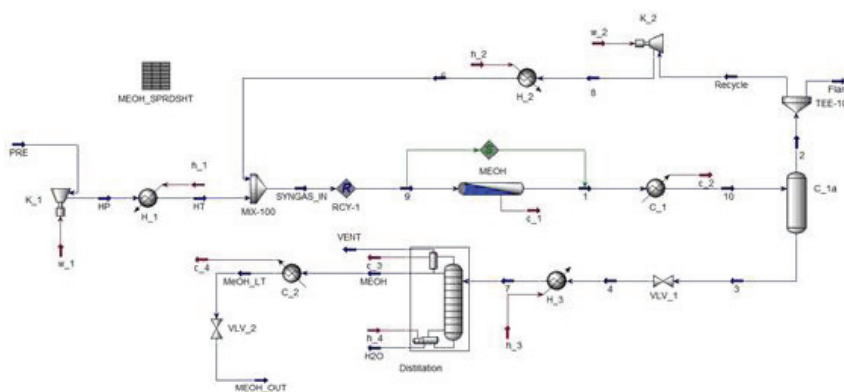 K_2
w_2
h_2
MEOH_SPRDSHT
6
H_2
8
Recycle
Flar
TEE-10
PRE
h_1
2
K_1
HP
H_1
HT
MIX-100
SYNGAS_IN
RCY-1
R
9
S
MEOH
1
c_1
C_1
c_2
10
C_1a
w_1
VENT
c_4
c_3
MeOH_LT
C_2
MEOH
7
H_3
4
VLV_1
3
VLV_2
h_4
H2O
h_3
Distillation
MEOH_OUT